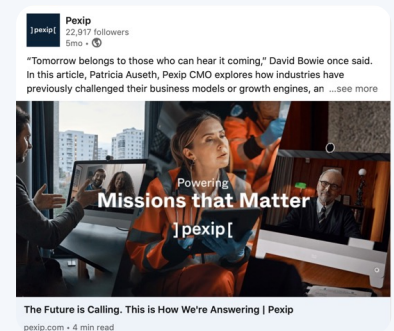 ]pexip[
Pexip
22,917 followers
5mo •
“Tomorrow belongs to those who can hear it coming,” David Bowie once said.
In this article, Patricia Auseth, Pexip CMO explores how industries have
previously challenged their business models or growth engines, an ...see more
Powering
Missions that Matter
]pexip[
The Future is Calling. This is How We're Answering | Pexip
pexip.com • 4 min read